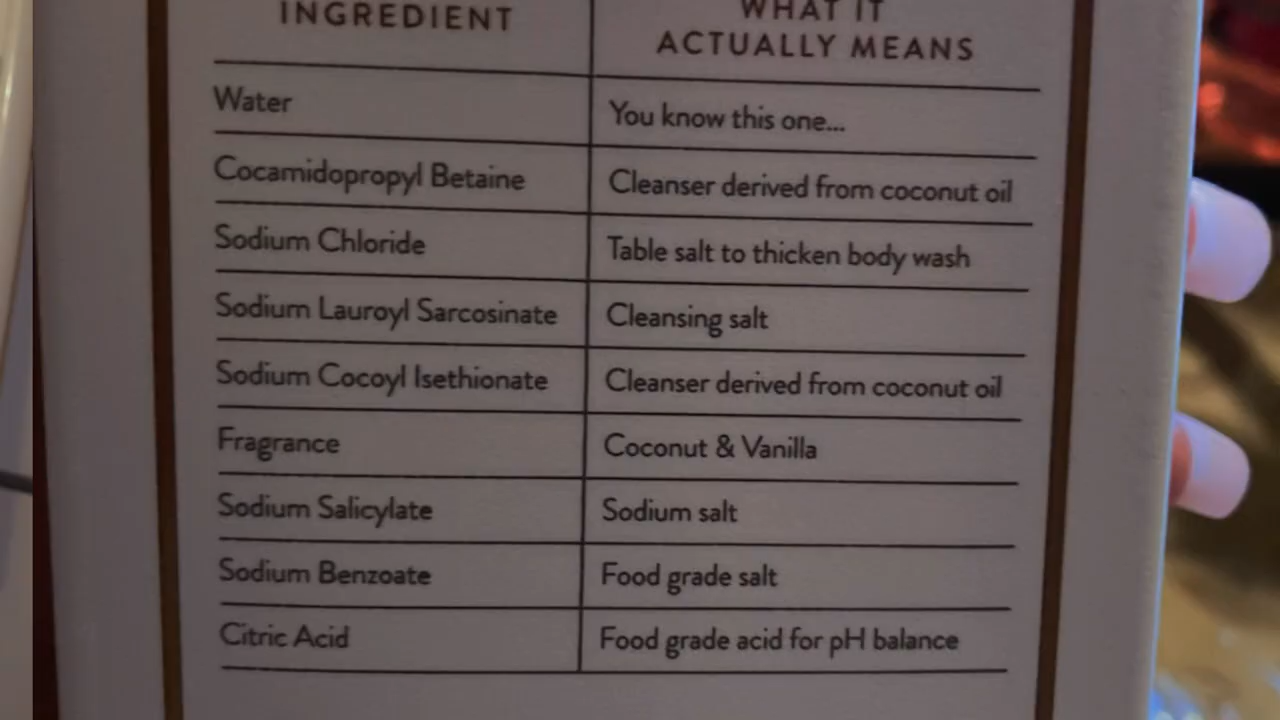 INGREDIENT
WHAT IT
ACTUALLY MEANS
Water
You know this one...
Cocamidopropyl Betaine
Cleanser derived from coconut oil
Sodium Chloride
Table salt to thicken body wash
Sodium Lauroyl Sarcosinate
Cleansing salt
Sodium Cocoyl Isethionate
Cleanser derived from coconut oil
Fragrance
Coconut & Vanilla
Sodium Salicylate
Sodium salt
Sodium Benzoate
Food grade salt
Citric Acid
Food grade acid for pH balance